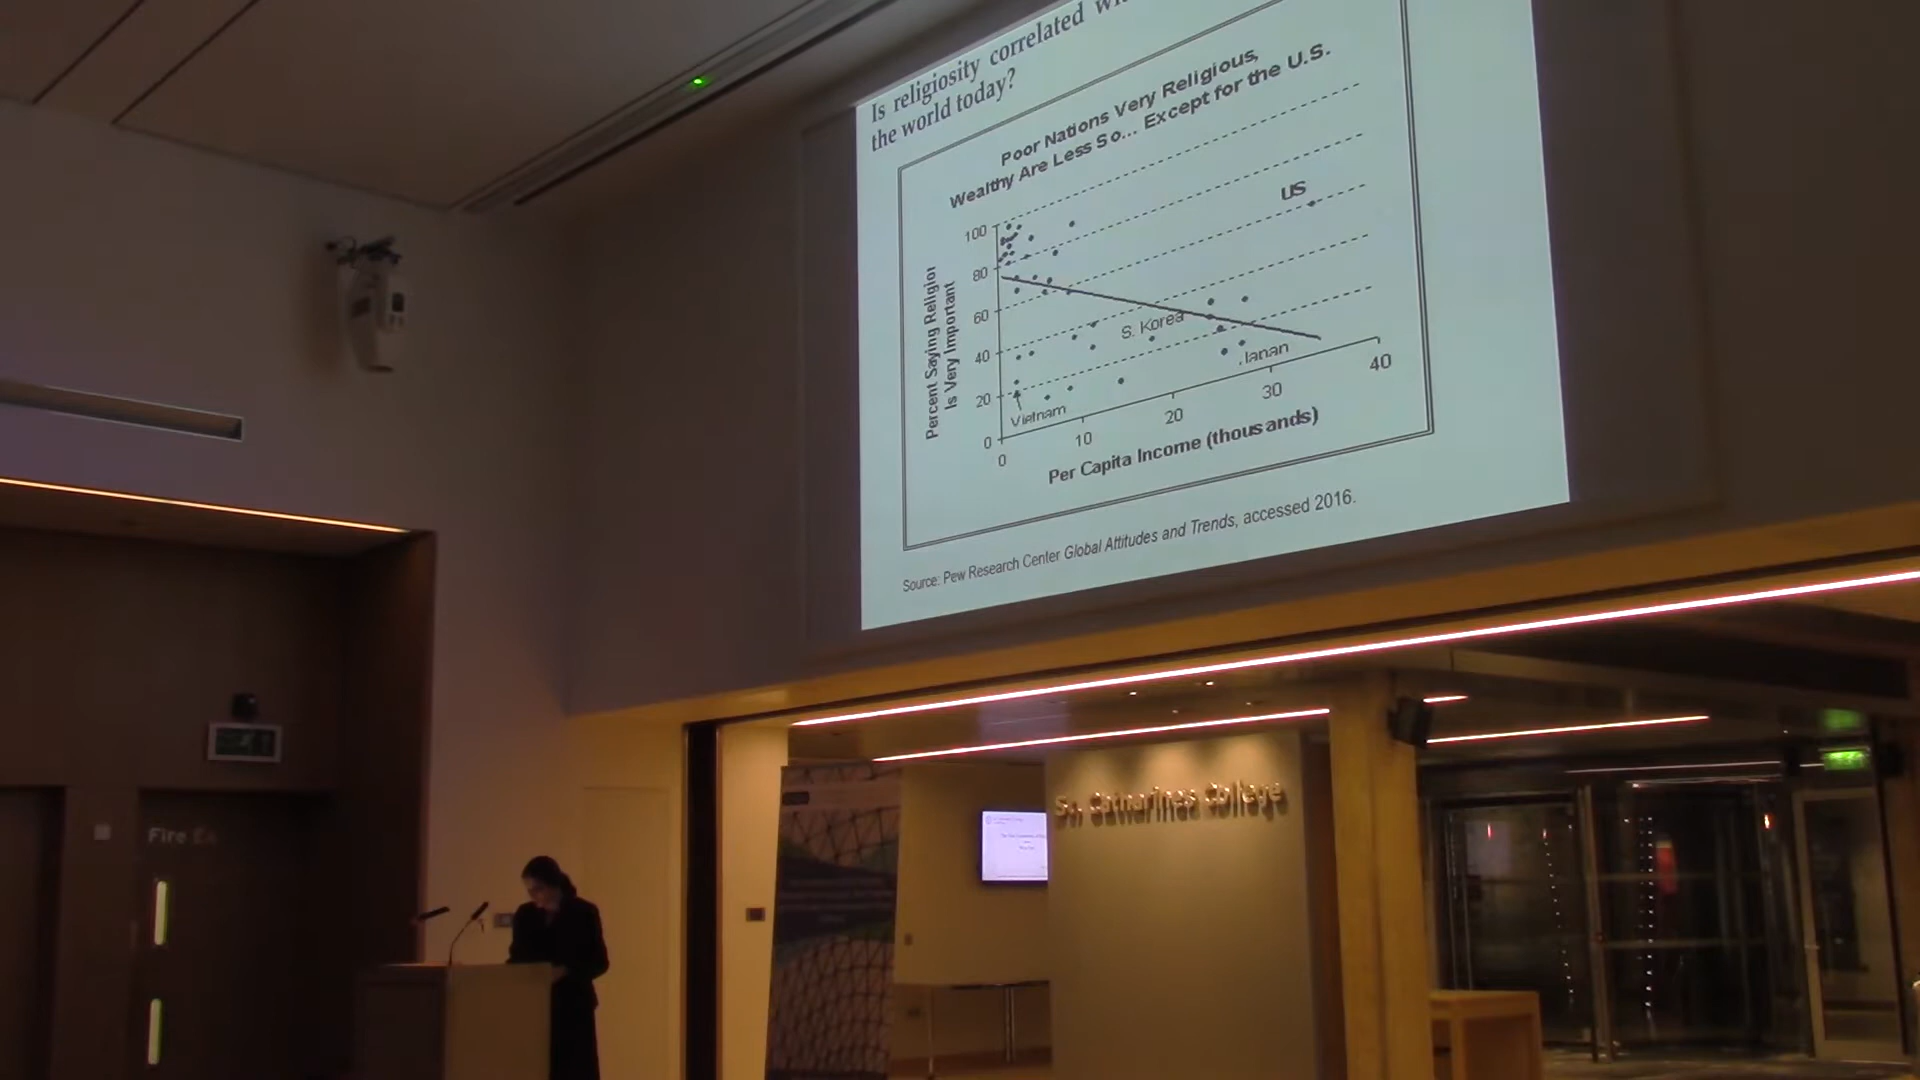 Is religiosity correlated
the world today?
Poor Nations Very Religious,
Wealthy Are Less So... Except for the U.S.
Percent Saying Religion
Is Very Important
100
80
60
40
20
0
US
S. Korea
Japan
Vietnam
0
10
20
30
40
Per Capita Income (thousands)
Source: Pew Research Center Global Attitudes and Trends, accessed 2016.
St. Catharine's College
Fire